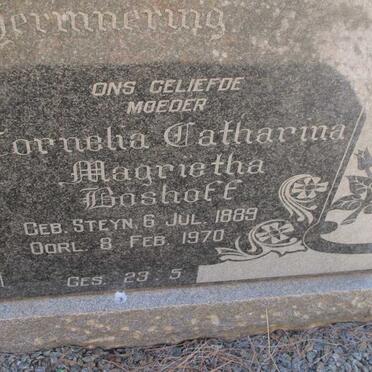 ONS GELIEFDE
MOEDER
Cornelia Catharina
Magrietha
Boshoff
GEB. STEYN, 6 JUL. 1889
OORL. 8 FEB. 1970
GES. 23 : 5